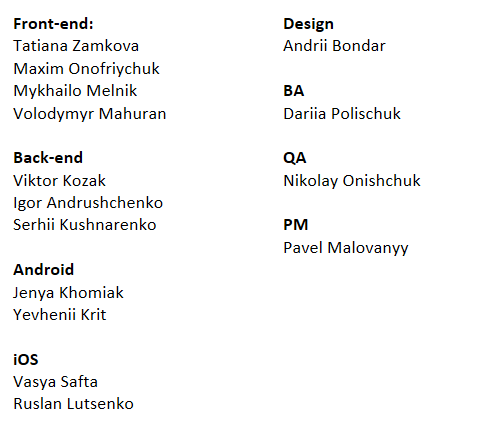 Front-end:
Tatiana Zamkova
Maxim Onofriychuk
Mykhailo Melnik
Volodymyr Mahuran
Back-end
Viktor Kozak
Igor Andrushchenko
Serhii Kushnarenko
Android
Jenya Khomiak
Yevhenii Krit
iOS
Vasya Safta
Ruslan Lutsenko
Design
Andrii Bondar
BA
Dariia Polischuk
QA
Nikolay Onishchuk
PM
Pavel Malovanyy